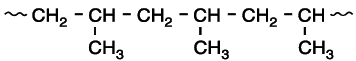 ~CH₂ – CH – CH₂ – CH – CH₂ – CH~
CH₃ CH₃ CH₃